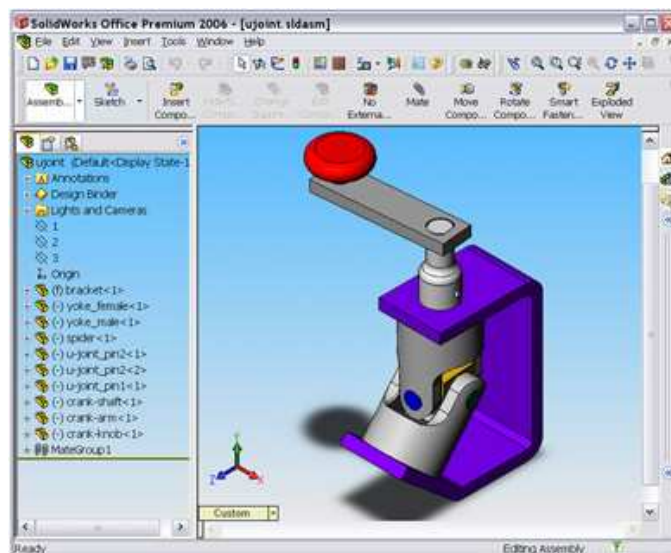 SolidWorks Office Premium 2006 - [ujoint.sldasm]
File Edit View Insert Tools Window Help
Assemb... Sketch Insert Compo... No Externa... Mate Move Compo... Rotate Compo... Smart Fasten... Exploded View
ujoint (Default<Display State-1
Annotations
Design Binder
Lights and Cameras
1
2
3
Origin
(f) bracket<1>
(-) yoke_female<1>
(-) yoke_male<1>
(-) spider<1>
(-) u-joint_pin2<1>
(-) u-joint_pin2<2>
(-) u-joint_pin1<1>
(-) crank-shaft<1>
(-) crank-arm<1>
(-) crank-knob<1>
MateGroup1
Y
Z
X
Custom
Ready
Editing Assembly